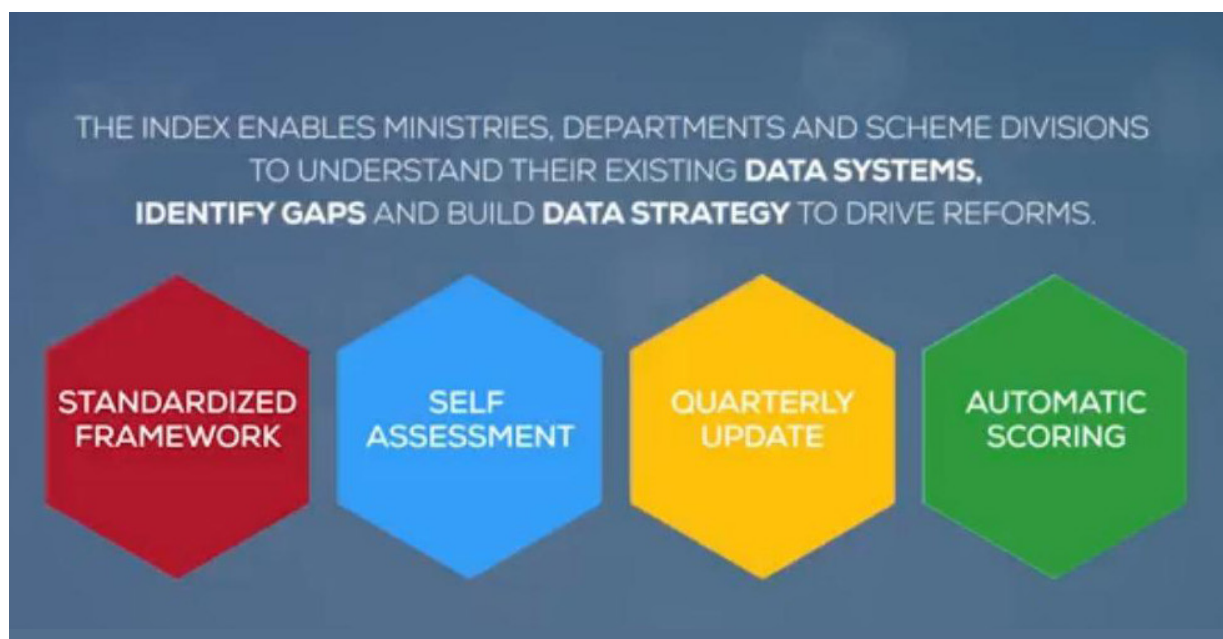 THE INDEX ENABLES MINISTRIES, DEPARTMENTS AND SCHEME DIVISIONS
TO UNDERSTAND THEIR EXISTING DATA SYSTEMS,
IDENTIFY GAPS AND BUILD DATA STRATEGY TO DRIVE REFORMS.
STANDARDIZED
FRAMEWORK
SELF
ASSESSMENT
QUARTERLY
UPDATE
AUTOMATIC
SCORING